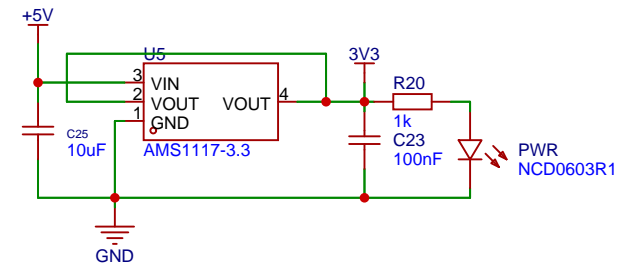 +5V
U5
3V3
3
VIN
4
R20
2
VOUT
VOUT
1
GND
1k
C25
10uF
AMS1117-3.3
C23
100nF
PWR
NCD0603R1
GND